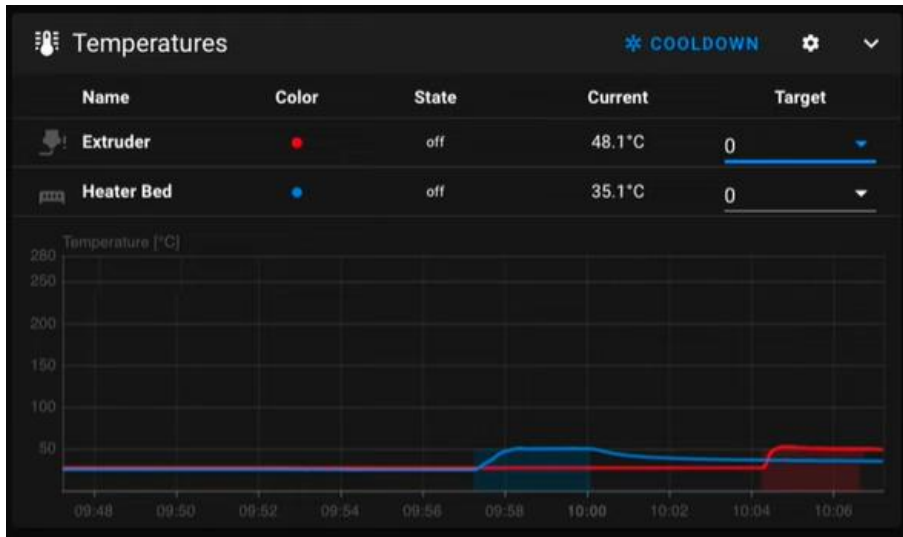 Temperatures COOLDOWN
Name Color State Current Target
Extruder off 48.1°C 0
Heater Bed off 35.1°C 0
Temperature [°C]
280
250
200
150
100
50
09:48 09:50 09:52 09:54 09:56 09:58 10:00 10:02 10:04 10:06